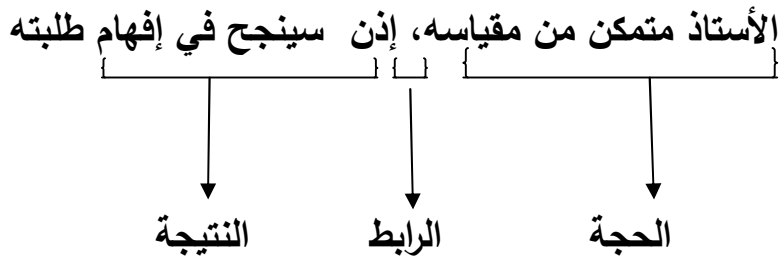 الأستاذ متمكن من مقياسه، إذن سينجح في إفهام طلبته
الحجة الرابط النتيجة